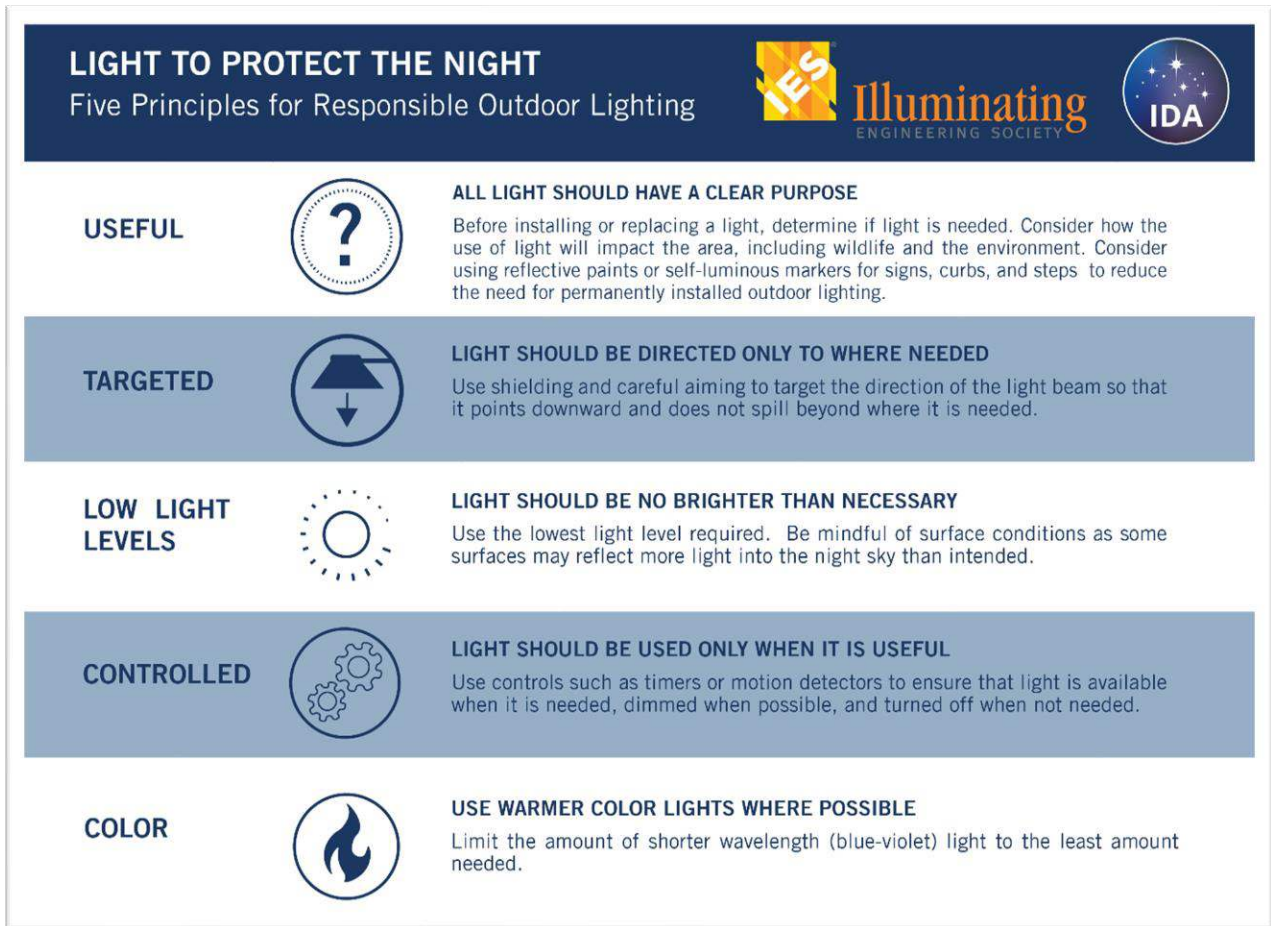 LIGHT TO PROTECT THE NIGHT
Five Principles for Responsible Outdoor Lighting
IES
Illuminating
ENGINEERING SOCIETY
IDA
USEFUL
?
ALL LIGHT SHOULD HAVE A CLEAR PURPOSE
Before installing or replacing a light, determine if light is needed. Consider how the
use of light will impact the area, including wildlife and the environment. Consider
using reflective paints or self-luminous markers for signs, curbs, and steps to reduce
the need for permanently installed outdoor lighting.
TARGETED
LIGHT SHOULD BE DIRECTED ONLY TO WHERE NEEDED
Use shielding and careful aiming to target the direction of the light beam so that
it points downward and does not spill beyond where it is needed.
LOW LIGHT
LEVELS
LIGHT SHOULD BE NO BRIGHTER THAN NECESSARY
Use the lowest light level required. Be mindful of surface conditions as some
surfaces may reflect more light into the night sky than intended.
CONTROLLED
LIGHT SHOULD BE USED ONLY WHEN IT IS USEFUL
Use controls such as timers or motion detectors to ensure that light is available
when it is needed, dimmed when possible, and turned off when not needed.
COLOR
USE WARMER COLOR LIGHTS WHERE POSSIBLE
Limit the amount of shorter wavelength (blue-violet) light to the least amount
needed.